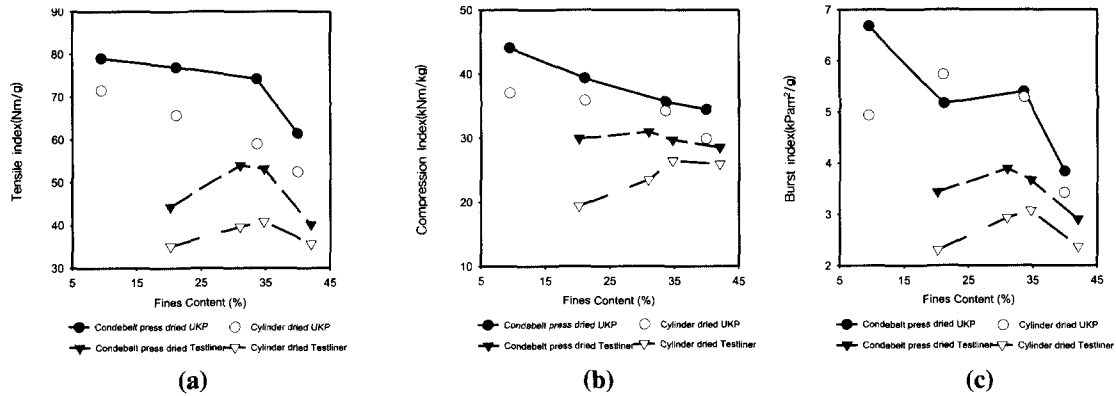 90
80
70
60
50
40
30
5 15 25 35 45
Tensile index(Nm/g)
Fines Content (%)
Condebelt press dried UKP
Cylinder dried UKP
Condebelt press dried Testliner
Cylinder dried Testliner
(a)
50
40
30
20
10
5 15 25 35 45
Compression Index(kNm/kg)
Fines Content (%)
Condebelt press dried UKP
Cylinder dried UKP
Condebelt press dried Testliner
Cylinder dried Testliner
(b)
7
6
5
4
3
2
5 15 25 35 45
Burst index(kPam²/g)
Fines Content (%)
Condebelt press dried UKP
Cylinder dried UKP
Condebelt press dried Testliner
Cylinder dried Testliner
(c)